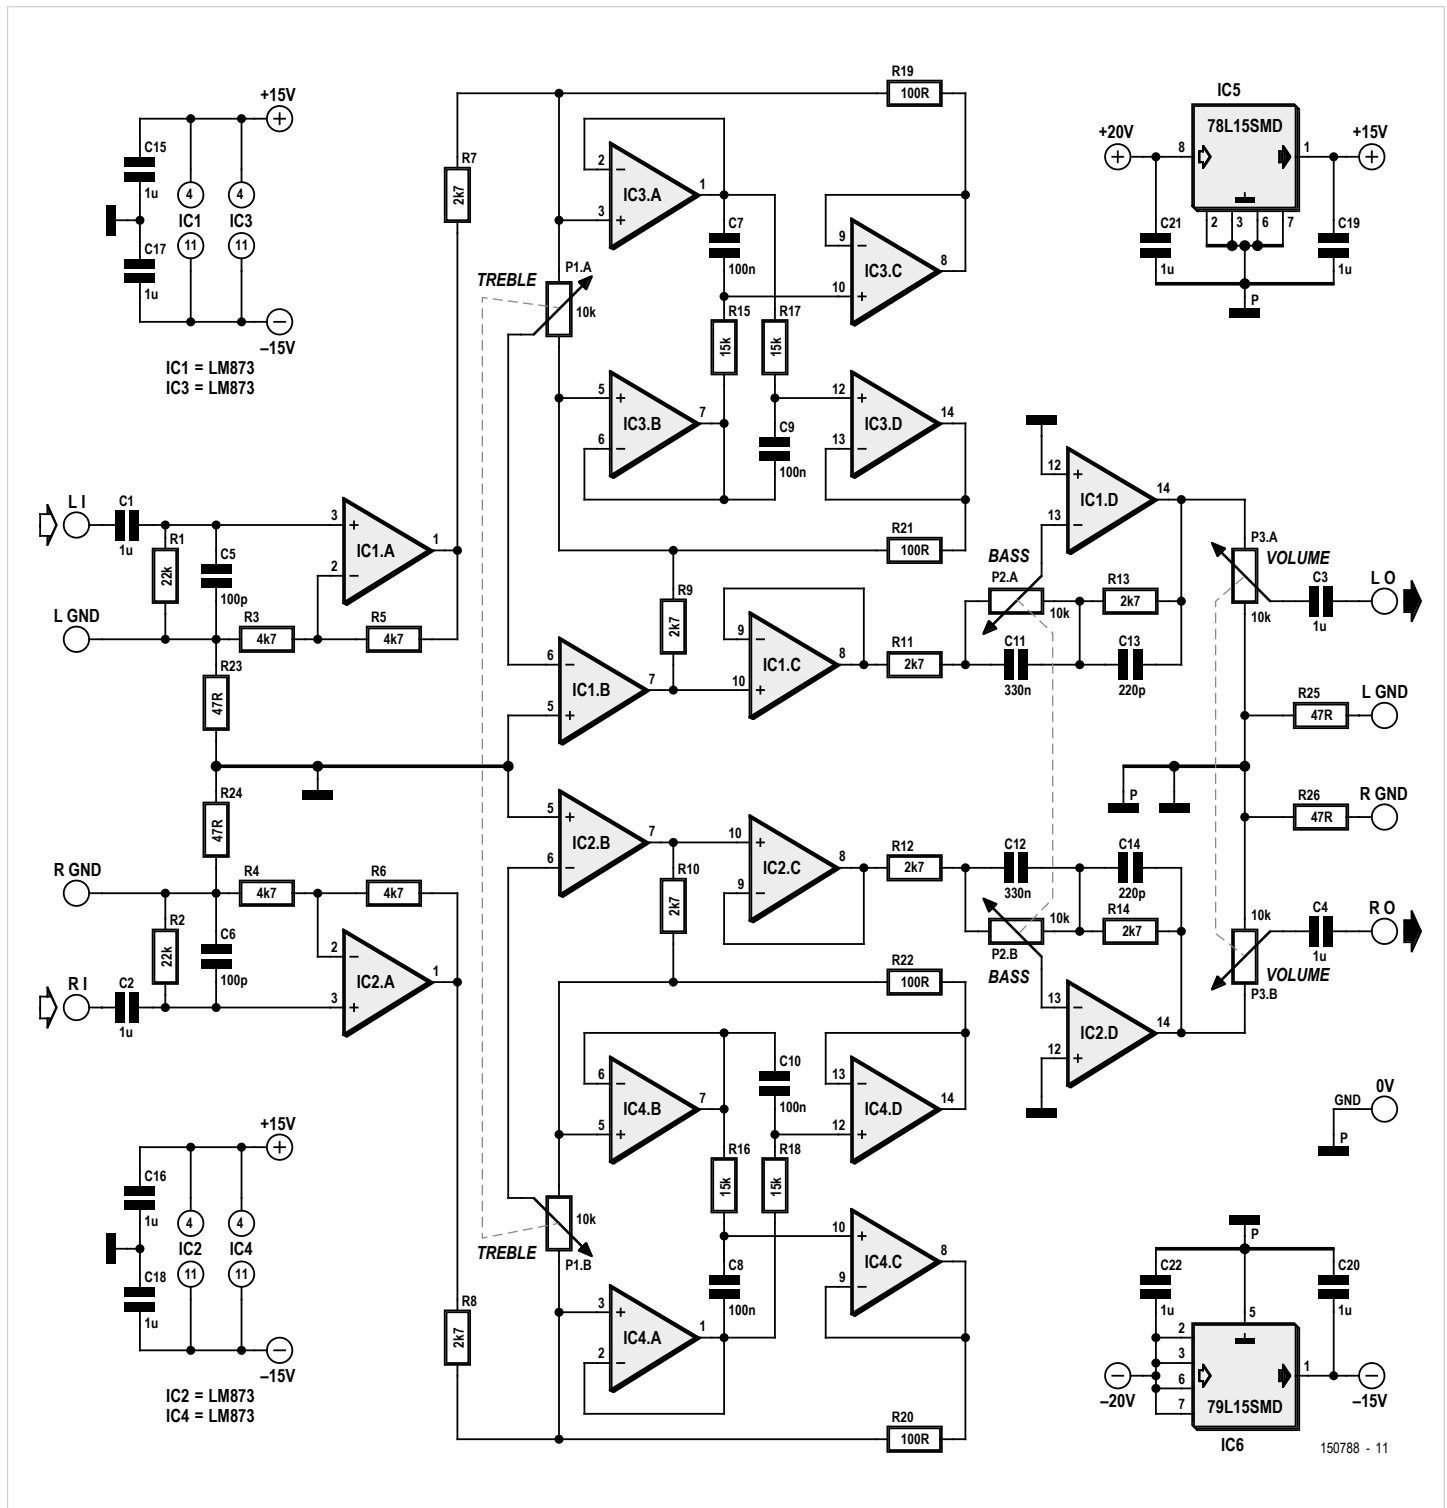 +15V
C15
1u
4
4
IC1
IC3
11
11
C17
1u
–15V
IC1 = LM873
IC3 = LM873
R7
2k7
R19
100R
2
−
IC3.A
1
3
+
C7
100n
TREBLE
P1.A
10k
9
−
IC3.C
8
10
+
R15
15k
R17
15k
5
+
IC3.B
7
6
−
C9
100n
12
+
IC3.D
14
13
−
R21
100R
IC5
78L15SMD
+20V
8
1
+15V
2
3
6
7
C21
1u
C19
1u
P
L I
C1
1u
R1
22k
C5
100p
3
+
IC1.A
1
2
−
L GND
R3
4k7
R5
4k7
R23
47R
R9
2k7
6
−
IC1.B
7
5
+
9
−
IC1.C
8
10
+
R11
2k7
12
+
IC1.D
14
13
−
BASS
P2.A
10k
R13
2k7
C11
330n
C13
220p
P3.A
VOLUME
10k
C3
1u
L O
R25
47R
L GND
P
R24
47R
R26
47R
R GND
R GND
R4
4k7
R6
4k7
R2
22k
C6
100p
2
−
IC2.A
1
3
+
R I
C2
1u
5
+
IC2.B
7
6
−
R10
2k7
10
+
IC2.C
8
9
−
R12
2k7
C12
330n
C14
220p
10k
R14
2k7
P2.B
BASS
13
−
IC2.D
14
12
+
10k
C4
1u
R O
VOLUME
P3.B
R22
100R
6
−
IC4.B
7
5
+
C10
100n
13
−
IC4.D
14
12
+
R16
15k
R18
15k
10k
TREBLE
P1.B
10
+
IC4.C
8
9
−
C8
100n
3
+
IC4.A
1
2
−
R8
2k7
R20
100R
+15V
C16
1u
4
4
IC2
IC4
11
11
C18
1u
–15V
IC2 = LM873
IC4 = LM873
0V
GND
P
P
C22
1u
C20
1u
5
2
3
6
7
1
–20V
79L15SMD
–15V
IC6
150788 - 11